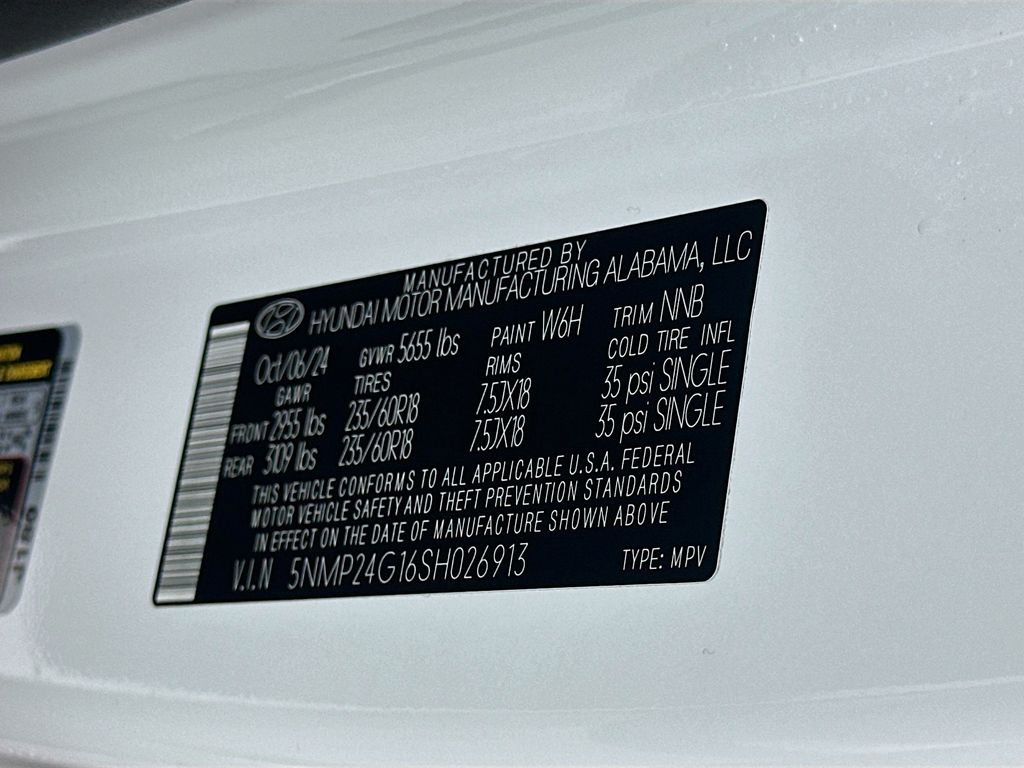 MANUFACTURED BY
HYUNDAI MOTOR MANUFACTURING ALABAMA, LLC
Oct/06/24 GVWR 5655 lbs PAINT W6H TRIM NNB
GAWR TIRES RIMS COLD TIRE INFL
FRONT 2955 lbs 235/60R18 7.5JX18 35 psi SINGLE
REAR 3109 lbs 235/60R18 7.5JX18 35 psi SINGLE
THIS VEHICLE CONFORMS TO ALL APPLICABLE U.S.A. FEDERAL
MOTOR VEHICLE SAFETY AND THEFT PREVENTION STANDARDS
IN EFFECT ON THE DATE OF MANUFACTURE SHOWN ABOVE
V.I.N 5NMP24G16SH026913 TYPE: MPV